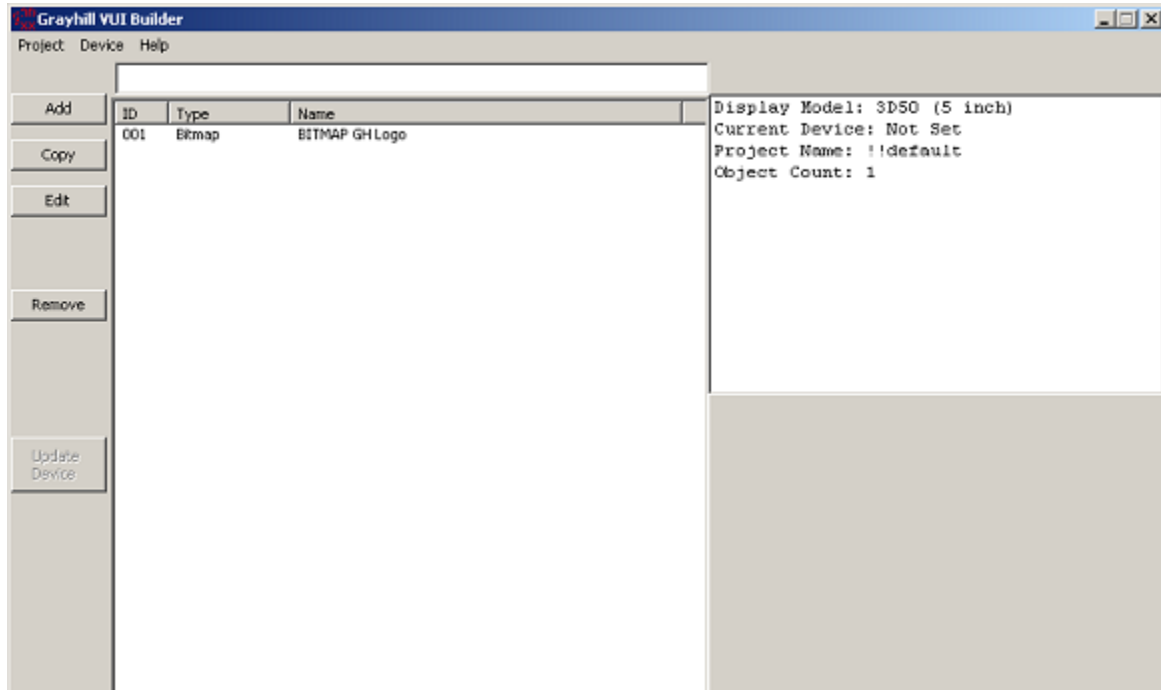 Grayhill VUI Builder
Project Device Help
Add
Copy
Edit
Remove
Update
Device
ID Type Name
001 Bitmap BITMAP GH Logo
Display Model: 3D50 (5 inch)
Current Device: Not Set
Project Name: !!default
Object Count: 1